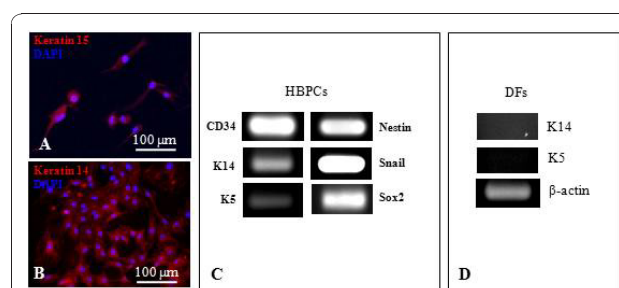 Keratin 15
DAPI
A
100 µm
Keratin 14
DAPI
B
100 µm
HBPCs
CD34
Nestin
K14
Snail
K5
Sox2
C
DFs
K14
K5
β-actin
D